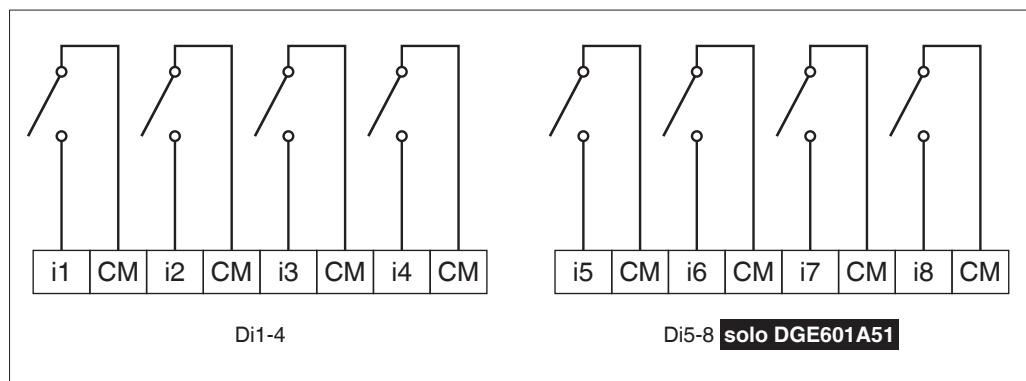 i1 CM i2 CM i3 CM i4 CM
Di1-4
i5 CM i6 CM i7 CM i8 CM
Di5-8 solo DGE601A51